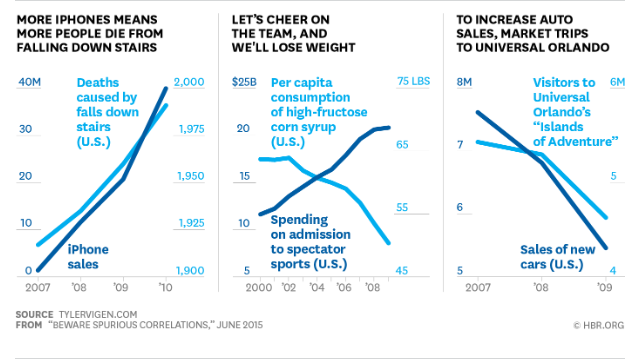 MORE IPHONES MEANS
MORE PEOPLE DIE FROM
FALLING DOWN STAIRS
40M
2,000
Deaths
caused by
falls down
stairs
(U.S.)
30
1,975
20
1,950
10
1,925
iPhone
sales
0
1,900
2007
’08
’09
’10
LET’S CHEER ON
THE TEAM, AND
WE’LL LOSE WEIGHT
$25B
75 LBS
Per capita
consumption
of high-fructose
corn syrup
(U.S.)
20
65
15
55
10
Spending
on admission
to spectator
sports (U.S.)
5
45
2000
’02
’04
’06
’08
TO INCREASE AUTO
SALES, MARKET TRIPS
TO UNIVERSAL ORLANDO
8M
6M
Visitors to
Universal
Orlando’s
“Islands
of Adventure”
7
5
6
Sales of new
cars (U.S.)
5
4
2007
’08
’09
SOURCE TYLERVIGEN.COM
FROM “BEWARE SPURIOUS CORRELATIONS,” JUNE 2015
© HBR.ORG